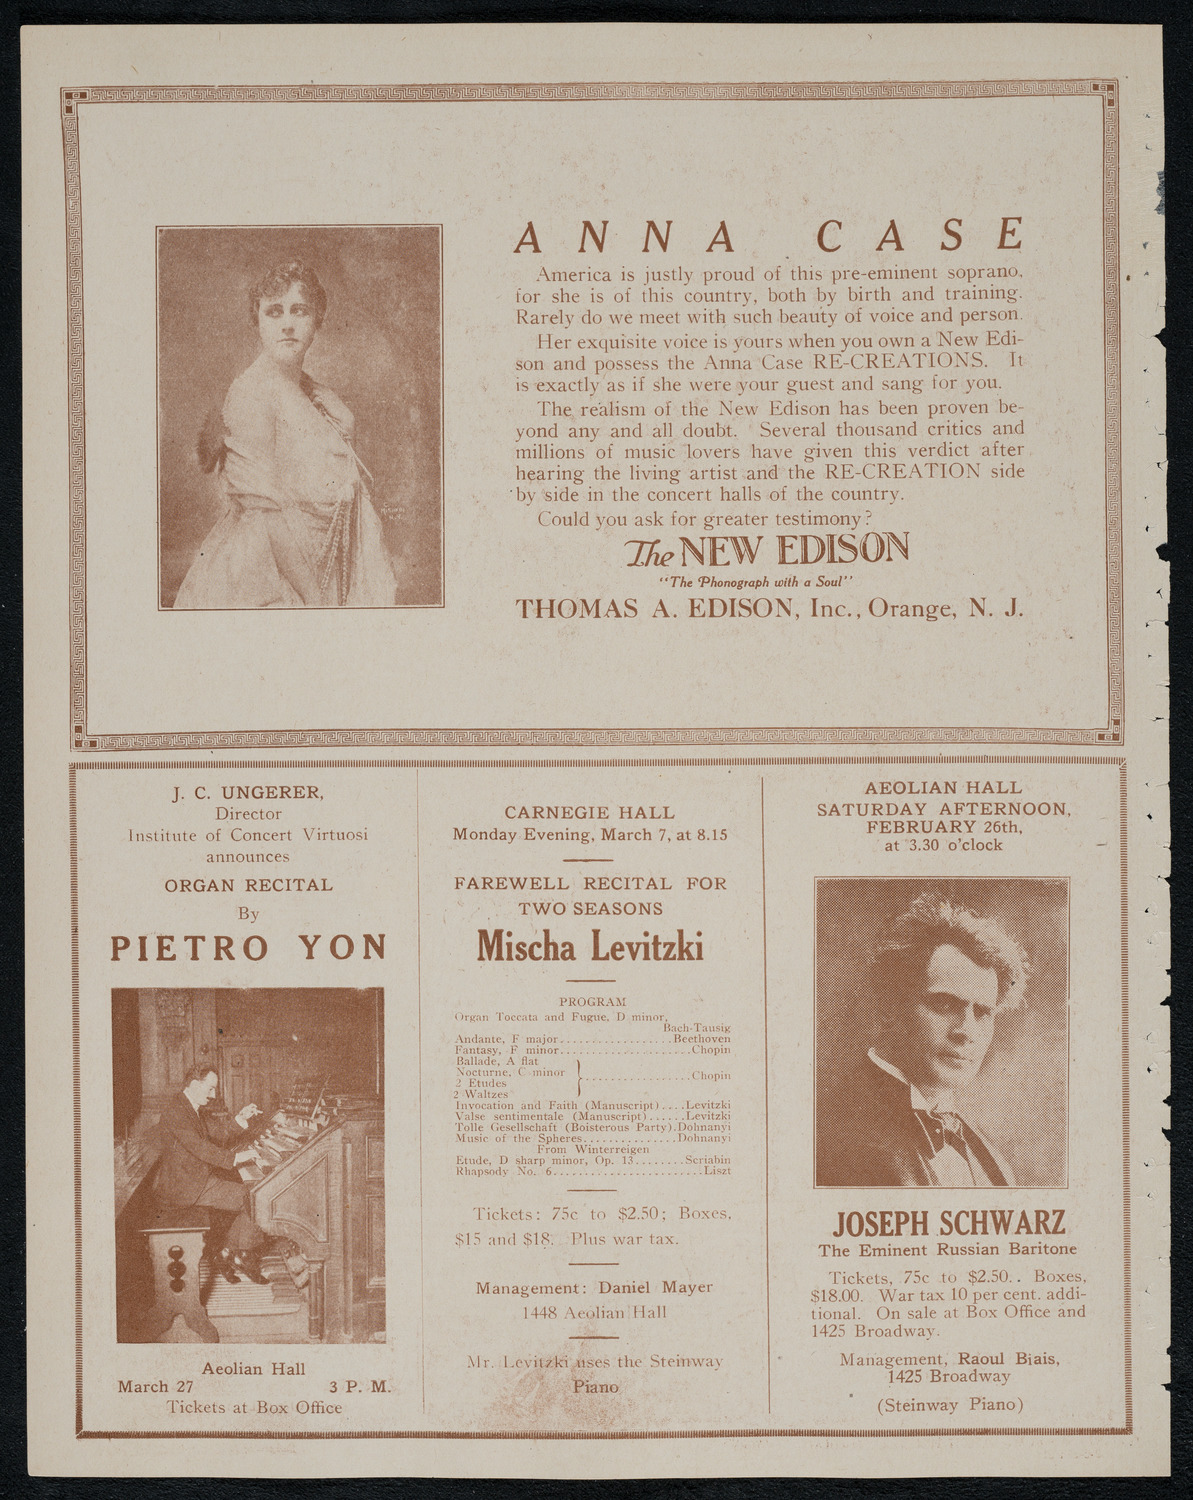 ANNA CASE
America is justly proud of this pre-eminent soprano,
for she is of this country, both by birth and training.
Rarely do we meet with such beauty of voice and person.
Her exquisite voice is yours when you own a New Edi-
son and possess the Anna Case RE-CREATIONS. It
is exactly as if she were your guest and sang for you.
The realism of the New Edison has been proven be-
yond any and all doubt. Several thousand critics and
millions of music lovers have given this verdict after
hearing the living artist and the RE-CREATION side
by side in the concert halls of the country.
Could you ask for greater testimony?
The NEW EDISON
"The Phonograph with a Soul"
THOMAS A. EDISON, Inc., Orange, N. J.
J. C. UNGERER,
Director
Institute of Concert Virtuosi
announces
ORGAN RECITAL
By
PIETRO YON
Aeolian Hall
March 27 3 P. M.
Tickets at Box Office
CARNEGIE HALL
Monday Evening, March 7, at 8.15
FAREWELL RECITAL FOR
TWO SEASONS
Mischa Levitzki
PROGRAM
Organ Toccata and Fugue, D minor,
Bach-Tausig
Andante, F major..................Beethoven
Fantasy, F minor.....................Chopin
Ballade, A flat
Nocturne, C minor
2 Etudes
2 Waltzes
.................Chopin
Invocation and Faith (Manuscript)....Levitzki
Valse sentimentale (Manuscript)......Levitzki
Tolle Gesellschaft (Boisterous Party).Dohnanyi
Music of the Spheres...............Dohnanyi
From Winterreigen
Etude, D sharp minor, Op. 13........Scriabin
Rhapsody No. 6........................Liszt
Tickets: 75c to $2.50; Boxes,
$15 and $18. Plus war tax.
Management: Daniel Mayer
1448 Aeolian Hall
Mr. Levitzki uses the Steinway
Piano
AEOLIAN HALL
SATURDAY AFTERNOON,
FEBRUARY 26th,
at 3.30 o'clock
JOSEPH SCHWARZ
The Eminent Russian Baritone
Tickets, 75c to $2.50.. Boxes,
$18.00. War tax 10 per cent. addi-
tional. On sale at Box Office and
1425 Broadway.
Management, Raoul Biais,
1425 Broadway
(Steinway Piano)